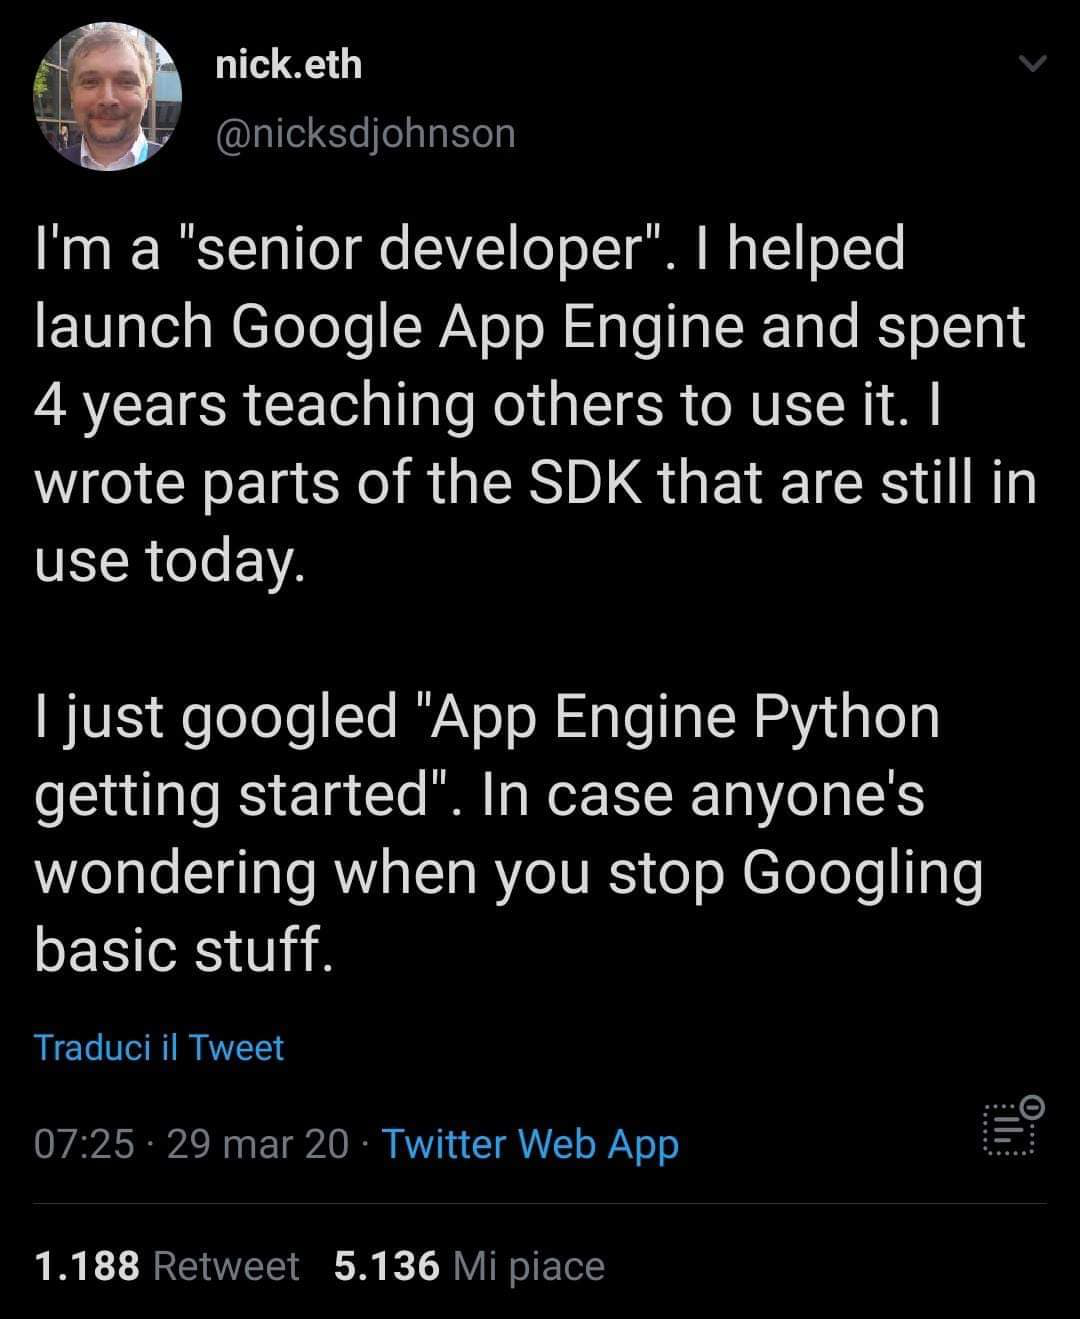 nick.eth
@nicksdjohnson
I'm a "senior developer". I helped
launch Google App Engine and spent
4 years teaching others to use it. I
wrote parts of the SDK that are still in
use today.
I just googled "App Engine Python
getting started". In case anyone's
wondering when you stop Googling
basic stuff.
Traduci il Tweet
07:25 · 29 mar 20 · Twitter Web App
1.188 Retweet 5.136 Mi piace